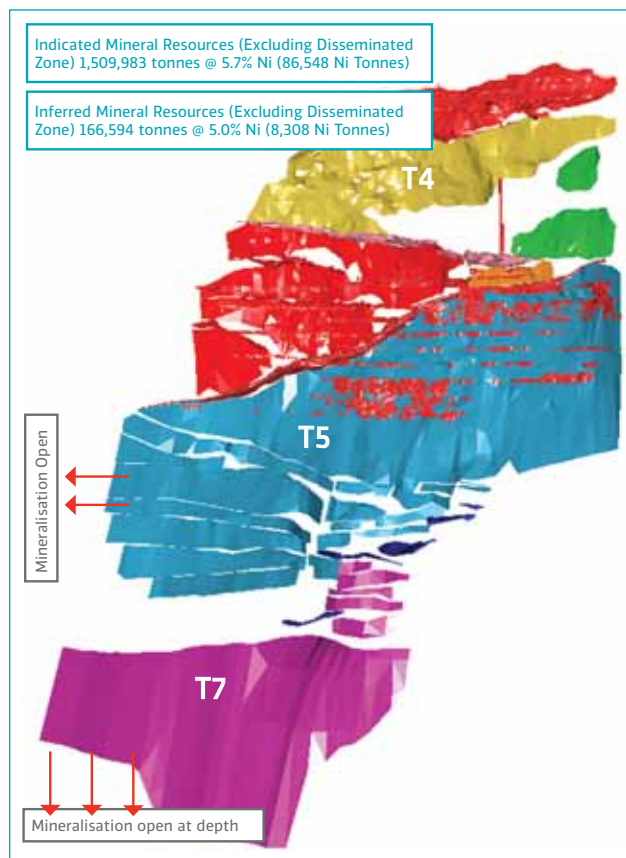 Indicated Mineral Resources (Excluding Disseminated
Zone) 1,509,983 tonnes @ 5.7% Ni (86,548 Ni Tonnes)
Inferred Mineral Resources (Excluding Disseminated
Zone) 166,594 tonnes @ 5.0% Ni (8,308 Ni Tonnes)
T4
T5
Mineralisation Open
T7
Mineralisation open at depth